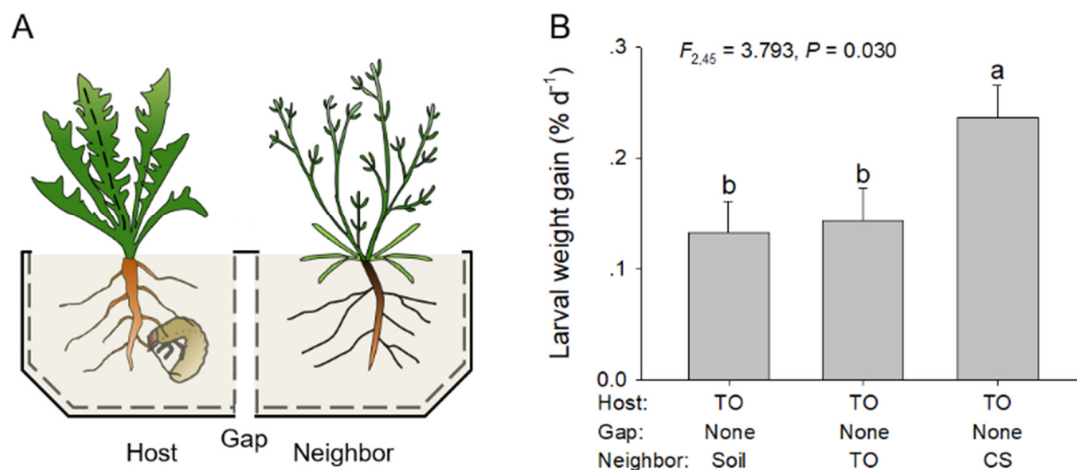 A
Host
Gap
Neighbor
B
Larval weight gain (% d⁻¹)
.3
.2
.1
0.0
F2,45 = 3.793, P = 0.030
b
b
a
Host: TO TO TO
Gap: None None None
Neighbor: Soil TO CS